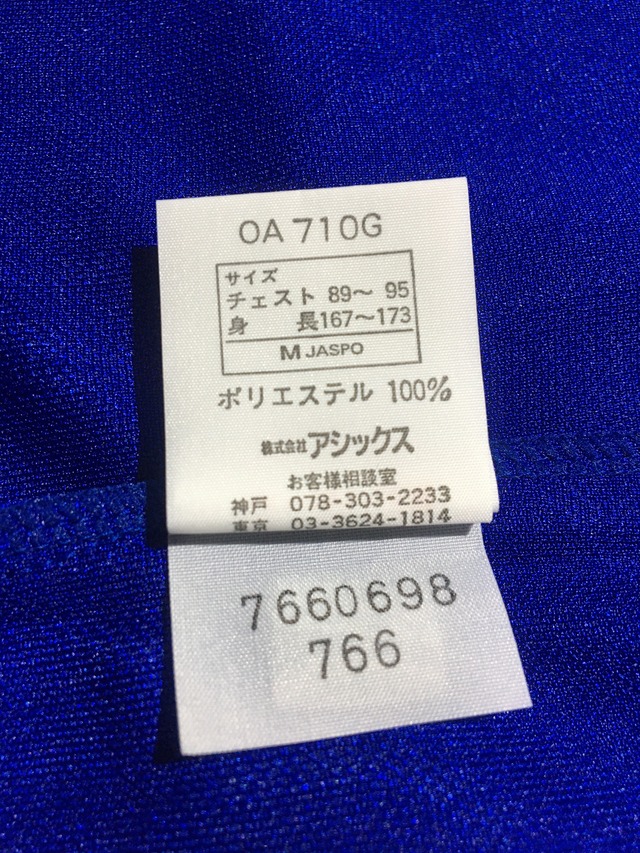 OA710G
サイズ
チェスト 89〜 95
身 長167〜173
M JASPO
ポリエステル 100%
株式会社アシックス
お客様相談室
神戸 078-303-2233
東京 03-3624-1814
7660698
766